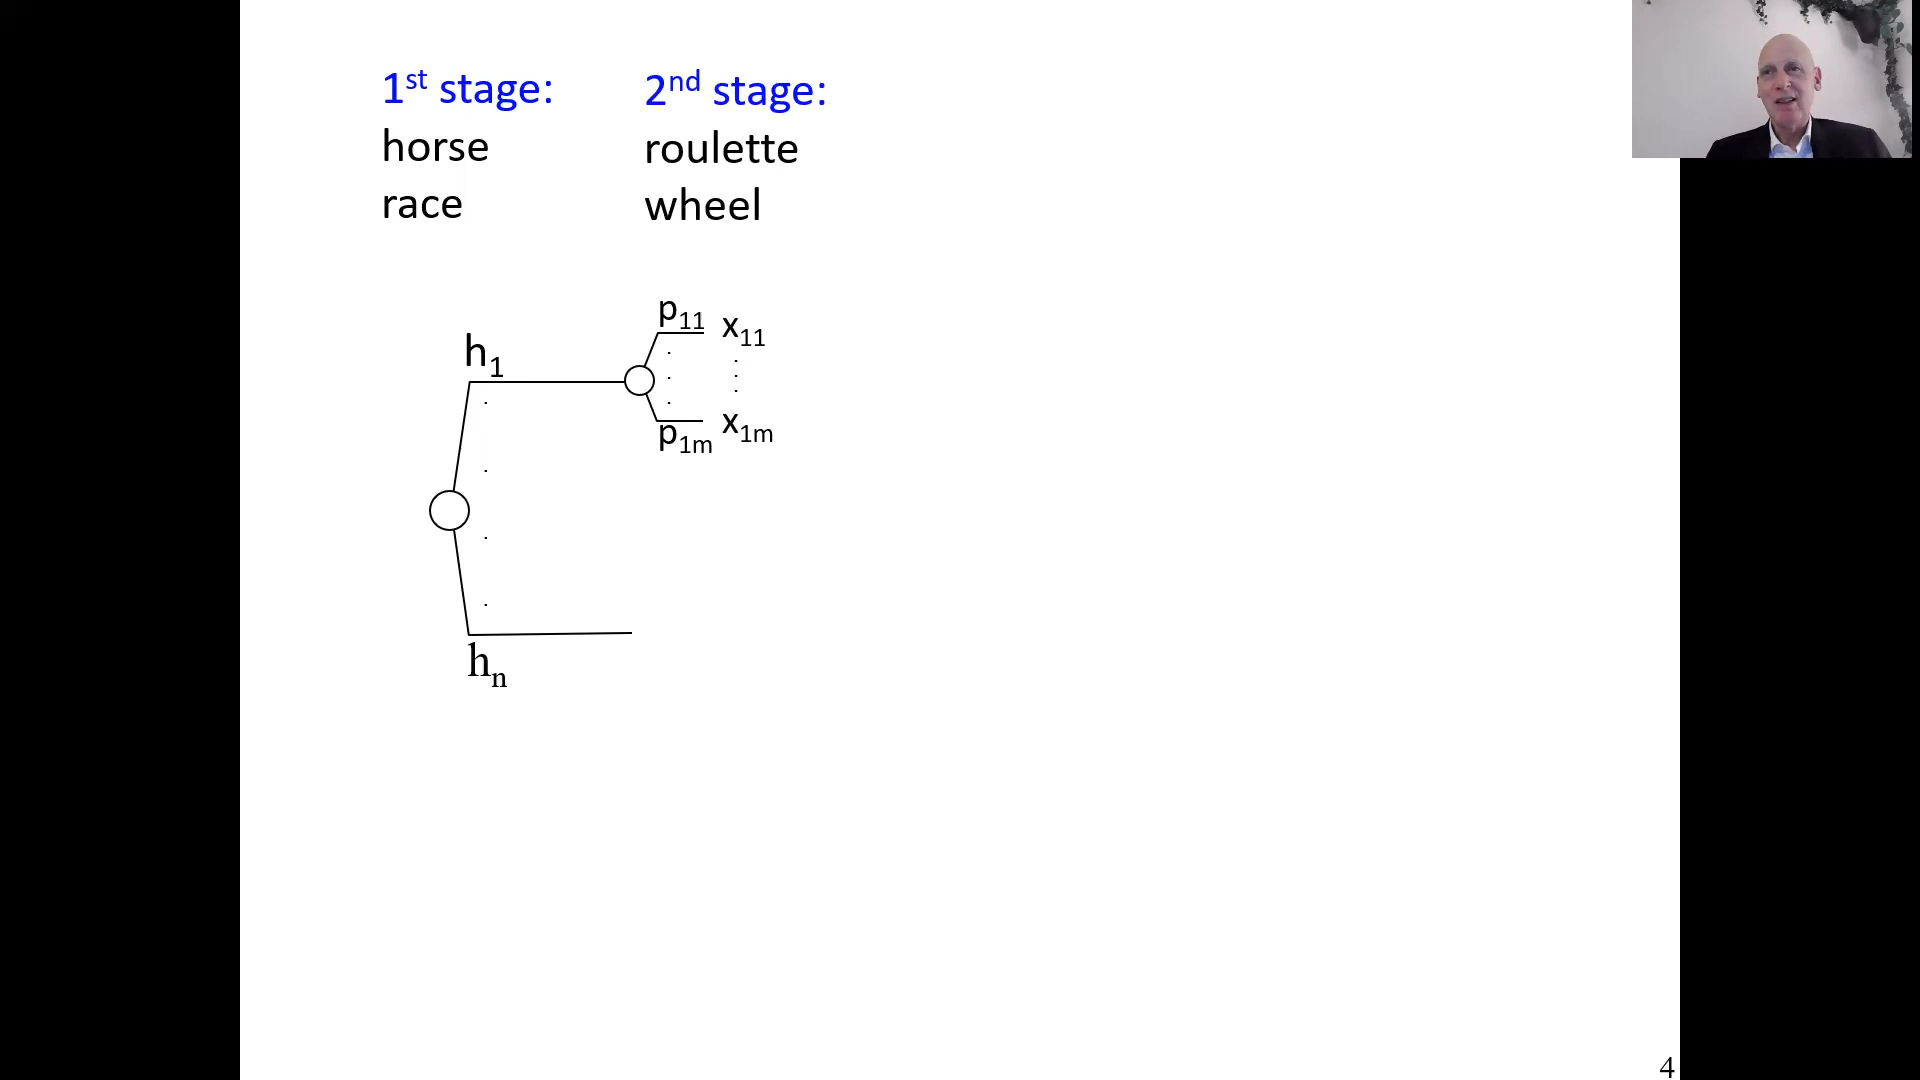 1st stage:
horse
race
2nd stage:
roulette
wheel
p11
x11
h1
p1m
x1m
hn
4